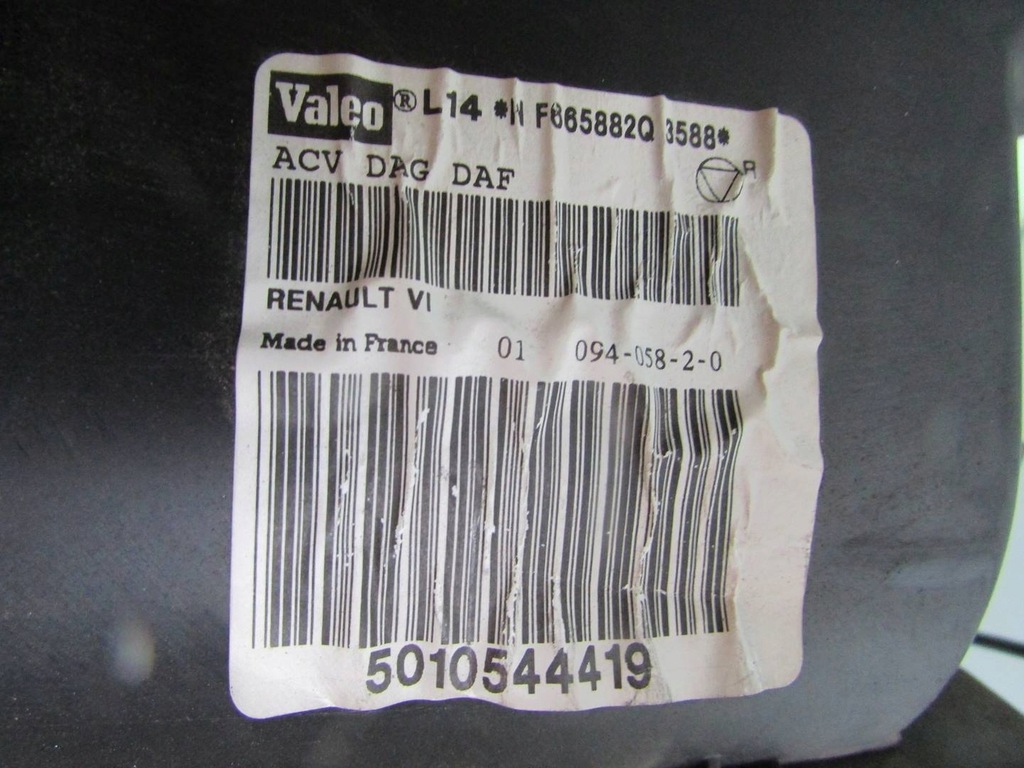 Valeo® L14 *N F665882Q 3588*
ACV DAG DAF
R
RENAULT VI
Made in France 01 094-058-2-0
5010544419